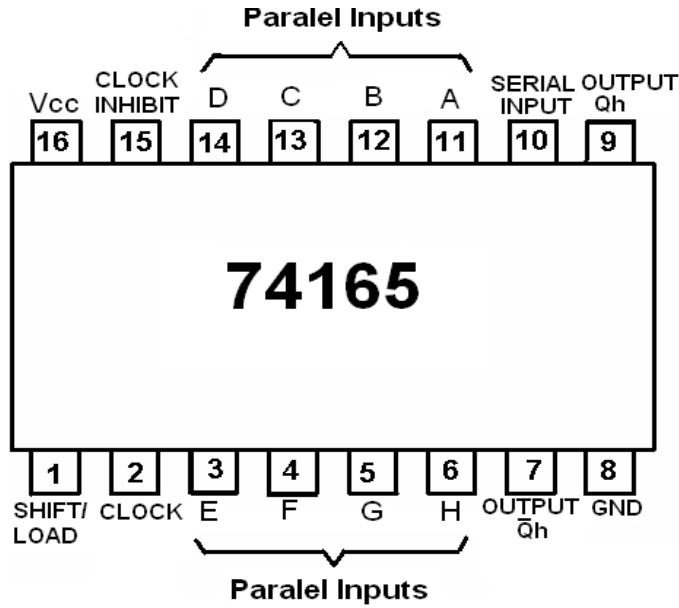 Paralel Inputs
Vcc CLOCK INHIBIT D C B A SERIAL INPUT OUTPUT Qh
16 15 14 13 12 11 10 9
74165
1 2 3 4 5 6 7 8
SHIFT/ LOAD CLOCK E F G H OUTPUT Q̅h GND
Paralel Inputs